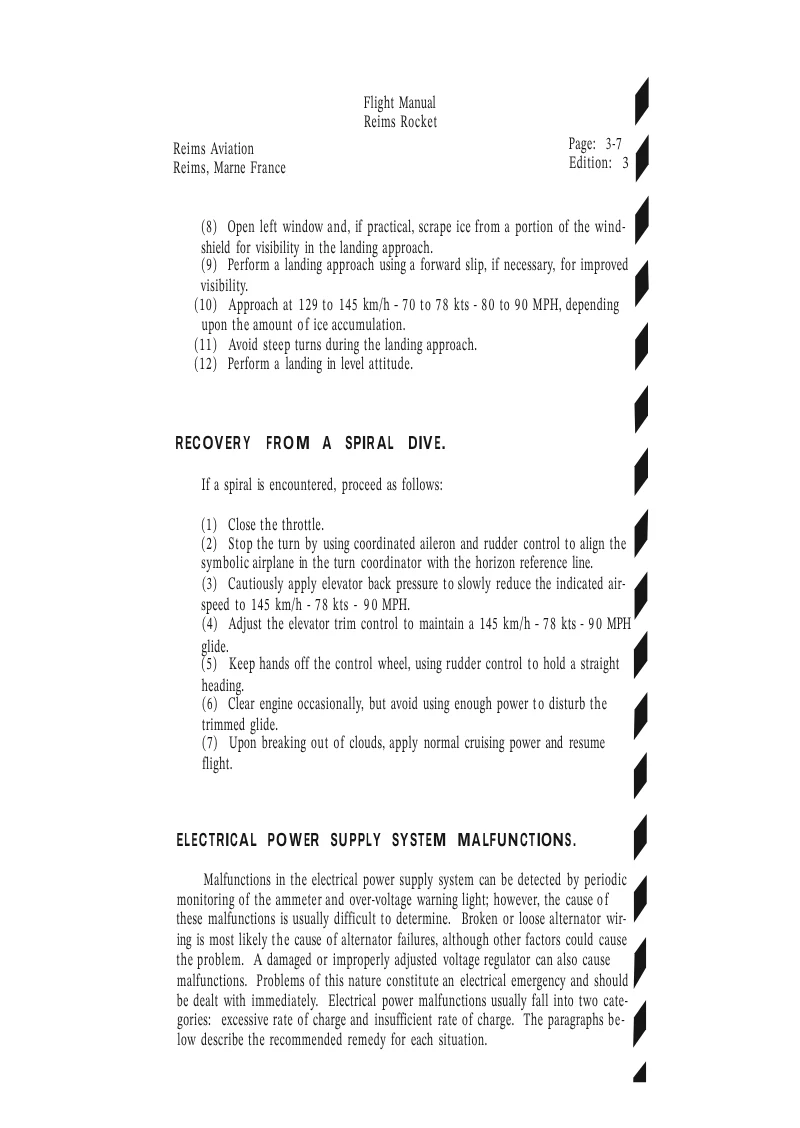 Flight Manual
Reims Rocket
Reims Aviation
Reims, Marne France
Page: 3-7
Edition: 3
(8) Open left window and, if practical, scrape ice from a portion of the wind-
shield for visibility in the landing approach.
(9) Perform a landing approach using a forward slip, if necessary, for improved
visibility.
(10) Approach at 129 to 145 km/h - 70 to 78 kts - 80 to 90 MPH, depending
upon the amount of ice accumulation.
(11) Avoid steep turns during the landing approach.
(12) Perform a landing in level attitude.
RECOVERY FROM A SPIRAL DIVE.
If a spiral is encountered, proceed as follows:
(1) Close the throttle.
(2) Stop the turn by using coordinated aileron and rudder control to align the
symbolic airplane in the turn coordinator with the horizon reference line.
(3) Cautiously apply elevator back pressure to slowly reduce the indicated air-
speed to 145 km/h - 78 kts - 90 MPH.
(4) Adjust the elevator trim control to maintain a 145 km/h - 78 kts - 90 MPH
glide.
(5) Keep hands off the control wheel, using rudder control to hold a straight
heading.
(6) Clear engine occasionally, but avoid using enough power to disturb the
trimmed glide.
(7) Upon breaking out of clouds, apply normal cruising power and resume
flight.
ELECTRICAL POWER SUPPLY SYSTEM MALFUNCTIONS.
Malfunctions in the electrical power supply system can be detected by periodic
monitoring of the ammeter and over-voltage warning light; however, the cause of
these malfunctions is usually difficult to determine. Broken or loose alternator wir-
ing is most likely the cause of alternator failures, although other factors could cause
the problem. A damaged or improperly adjusted voltage regulator can also cause
malfunctions. Problems of this nature constitute an electrical emergency and should
be dealt with immediately. Electrical power malfunctions usually fall into two cate-
gories: excessive rate of charge and insufficient rate of charge. The paragraphs be-
low describe the recommended remedy for each situation.